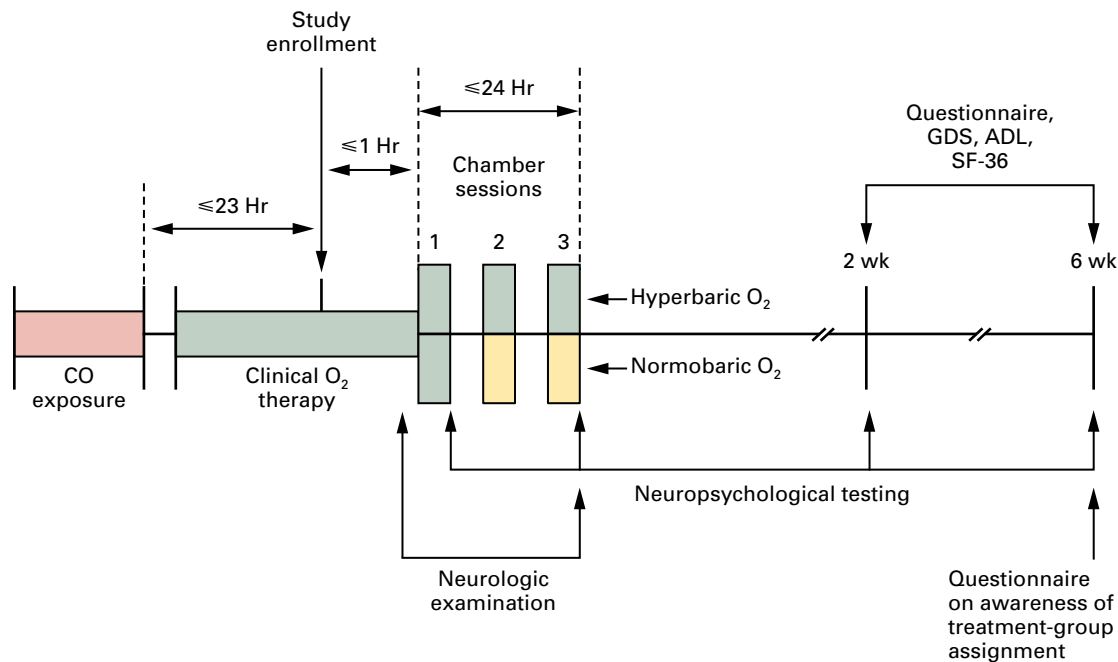 Study
enrollment
≤24 Hr
≤1 Hr
Chamber
sessions
Questionnaire,
GDS, ADL,
SF-36
≤23 Hr
1
2
3
2 wk
6 wk
Hyperbaric O₂
Normobaric O₂
CO
exposure
Clinical O₂
therapy
Neuropsychological testing
Neurologic
examination
Questionnaire
on awareness of
treatment-group
assignment